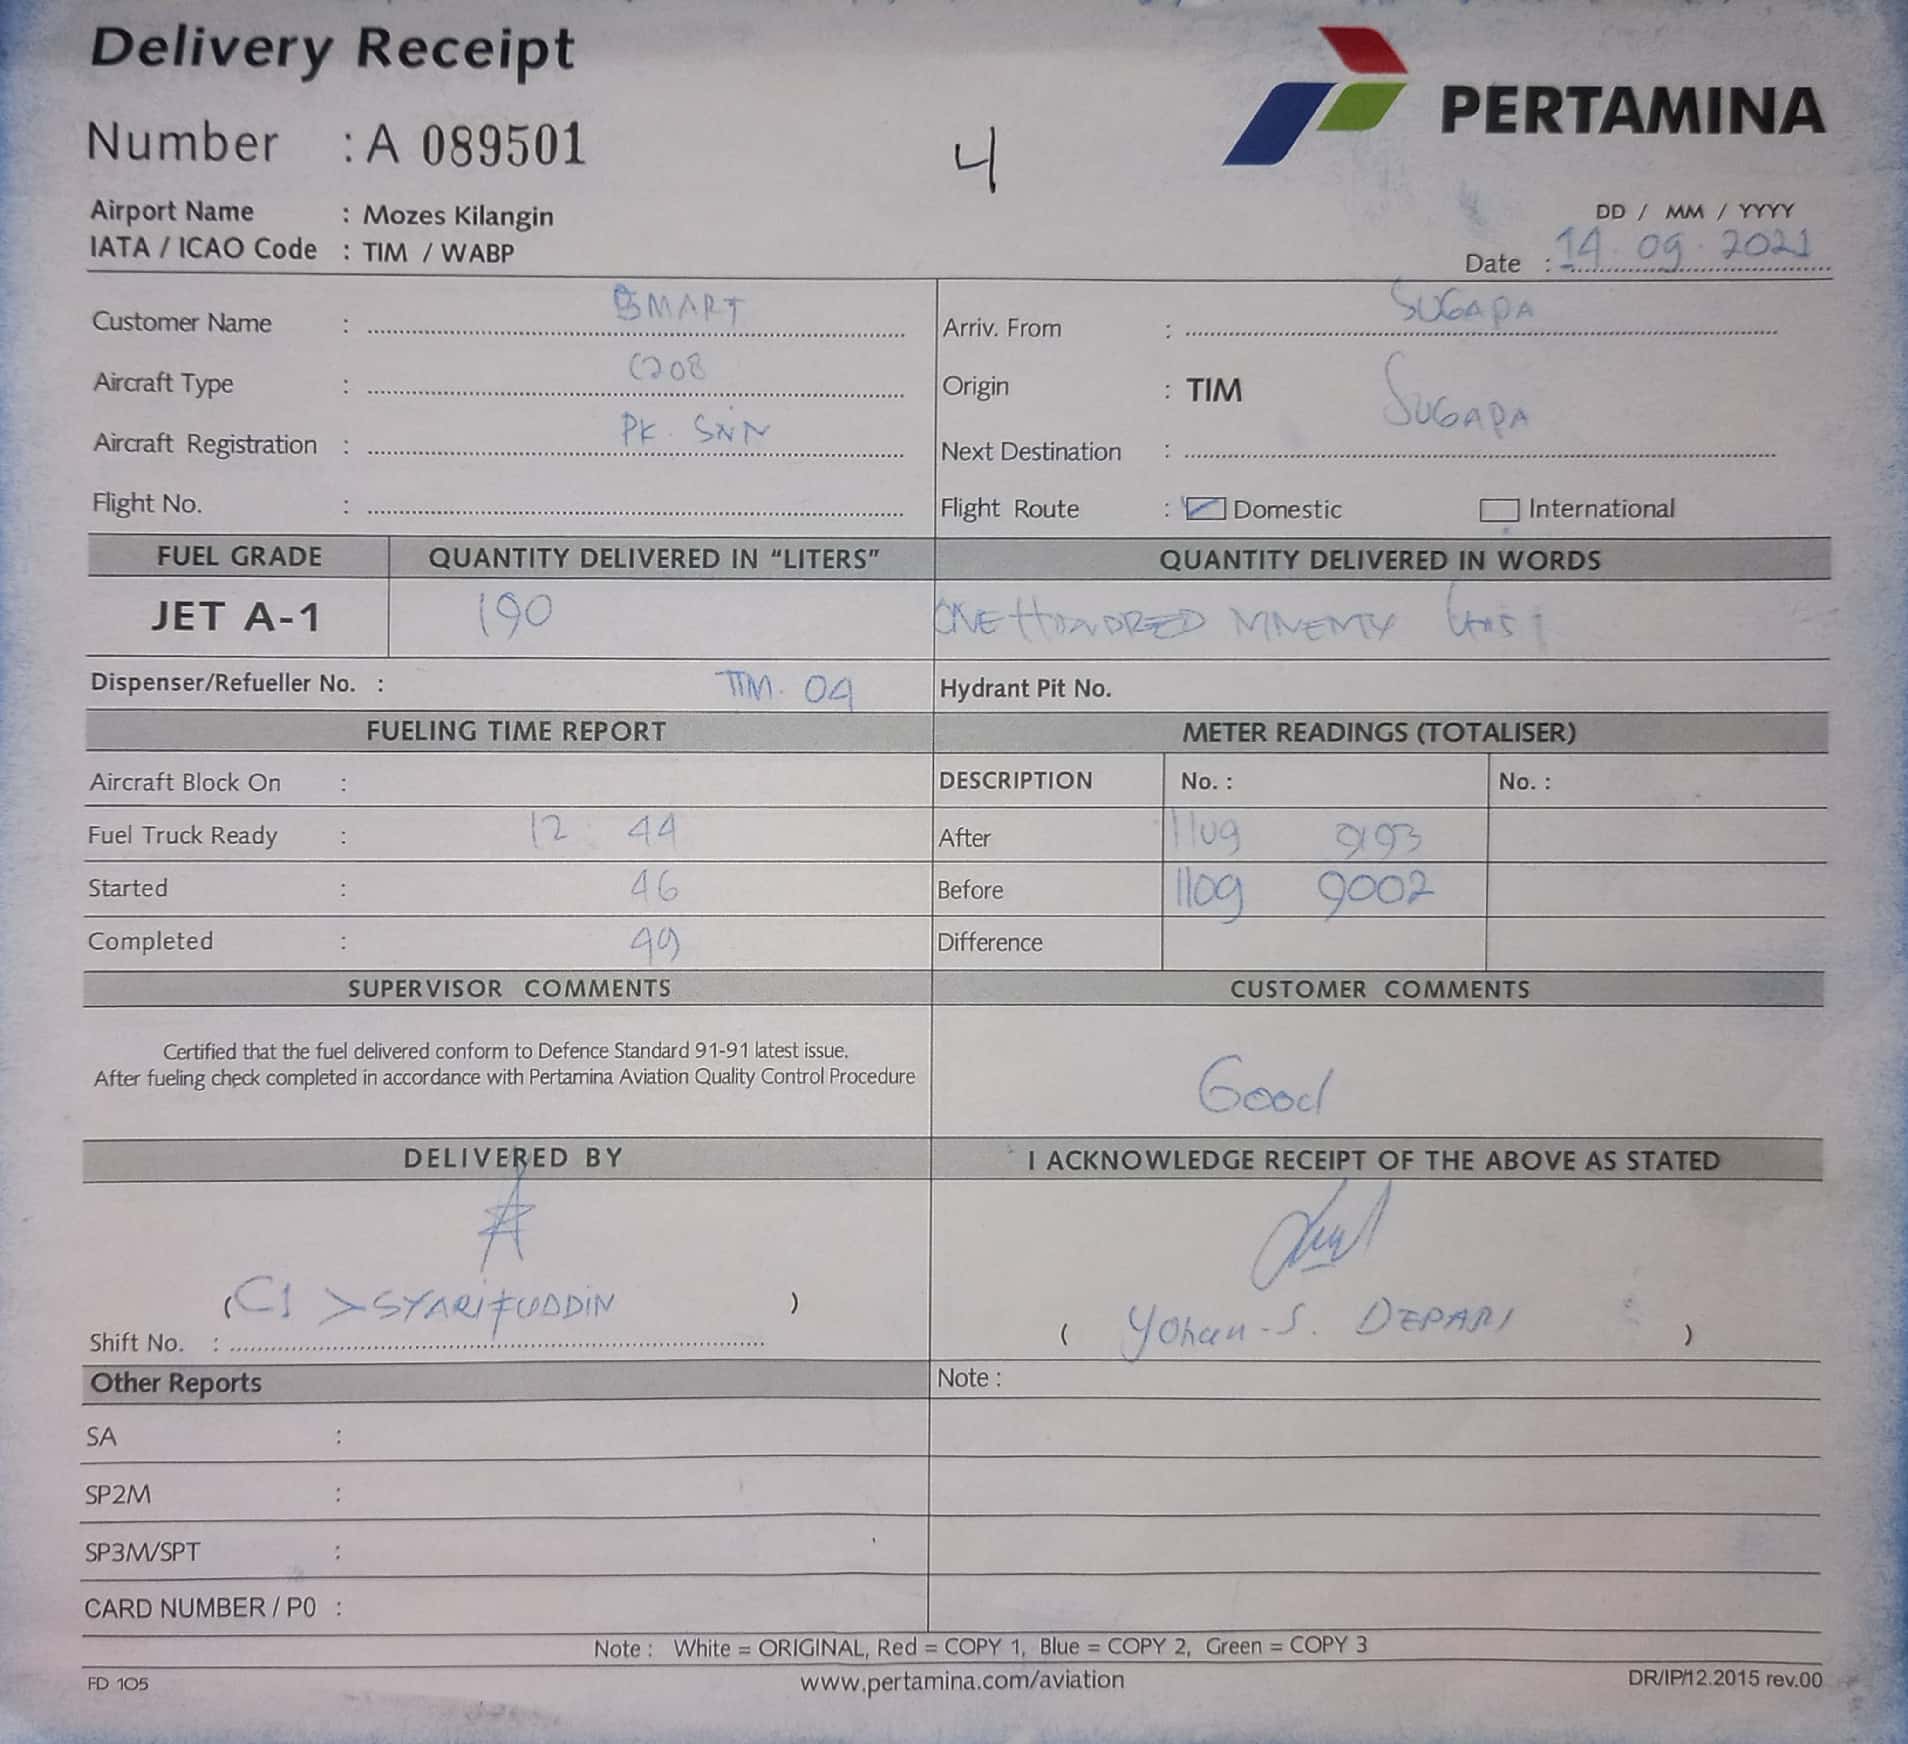 Delivery Receipt
PERTAMINA
Number : A 089501
4
Airport Name : Mozes Kilangin
IATA / ICAO Code : TIM / WABP
DD / MM / YYYY
Date : 14 . 09 . 2021
Customer Name : SMART
Arriv. From : SUGAPA
Aircraft Type : C208
Origin : TIM
Aircraft Registration : PK. SNN
Next Destination : SUGAPA
Flight No. :
Flight Route : Domestic International
FUEL GRADE QUANTITY DELIVERED IN “LITERS” QUANTITY DELIVERED IN WORDS
JET A-1 190 ONE HUNDRED NINENTY
Dispenser/Refueller No. : TIM. 04 Hydrant Pit No.
FUELING TIME REPORT METER READINGS (TOTALISER)
Aircraft Block On : DESCRIPTION No. : No. :
Fuel Truck Ready : 12 44 After 9193
Started : 46 Before 1109 9002
Completed : 49 Difference
SUPERVISOR COMMENTS CUSTOMER COMMENTS
Certified that the fuel delivered conform to Defence Standard 91-91 latest issue.
After fueling check completed in accordance with Pertamina Aviation Quality Control Procedure
Good
DELIVERED BY I ACKNOWLEDGE RECEIPT OF THE ABOVE AS STATED
( C1 > SYARIFUDDIN )
Shift No. :
( Yohan - S. DEPARI )
Other Reports Note :
SA :
SP2M :
SP3M/SPT :
CARD NUMBER / P0 :
Note : White = ORIGINAL, Red = COPY 1, Blue = COPY 2, Green = COPY 3
FD 105 www.pertamina.com/aviation DR/IP/12.2015 rev.00